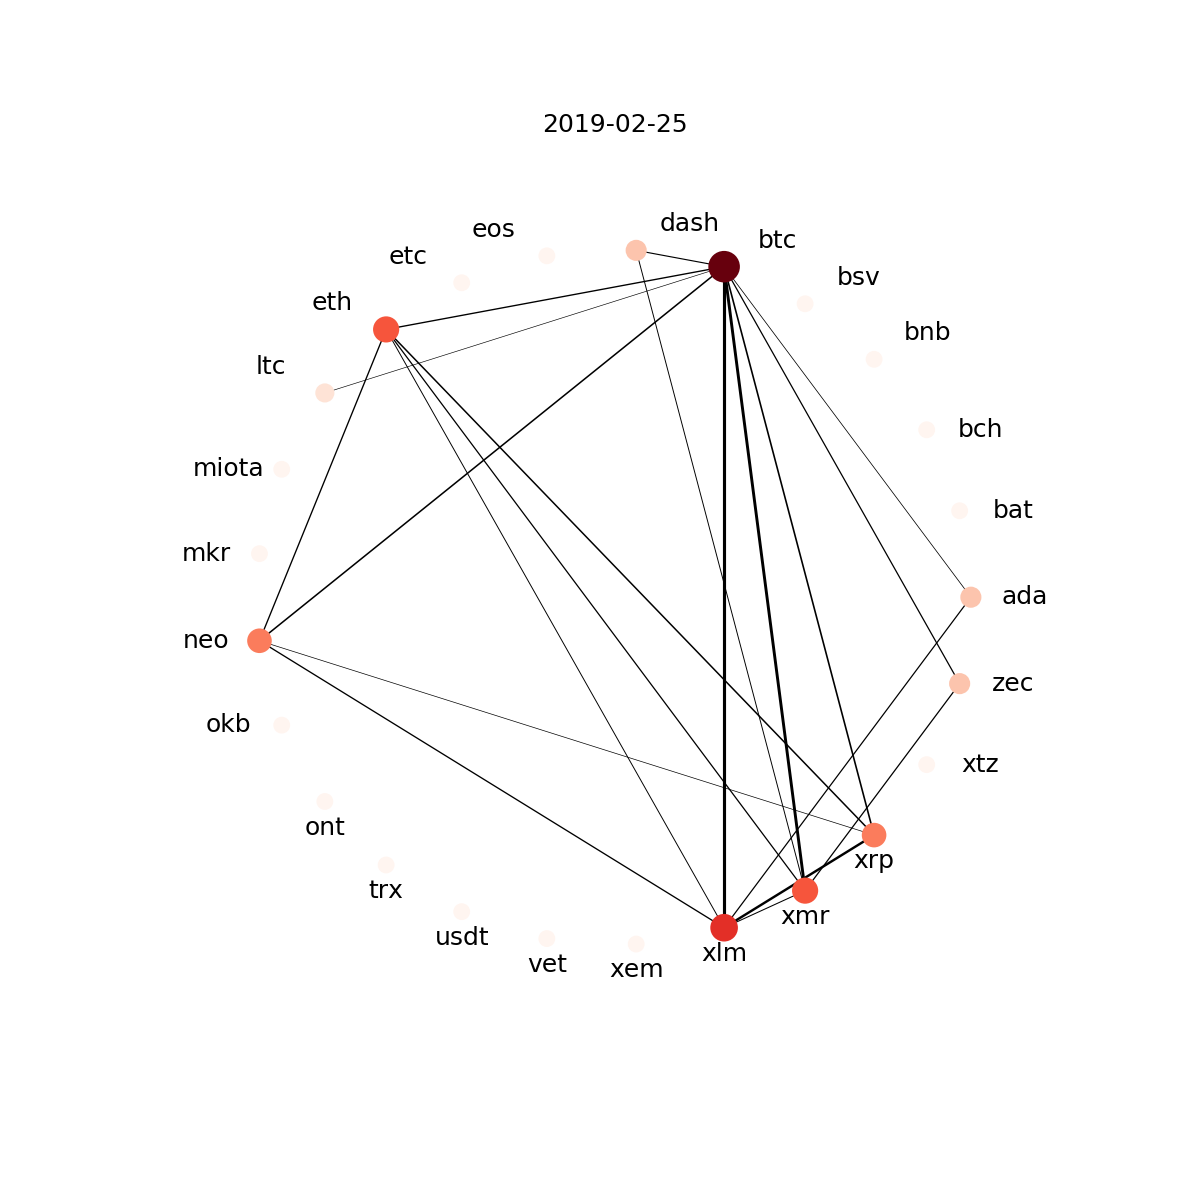 2019-02-25
dash
eos
btc
etc
bsv
eth
bnb
ltc
bch
miota
bat
mkr
ada
neo
zec
okb
xtz
ont
xrp
trx
xmr
usdt
xlm
vet
xem